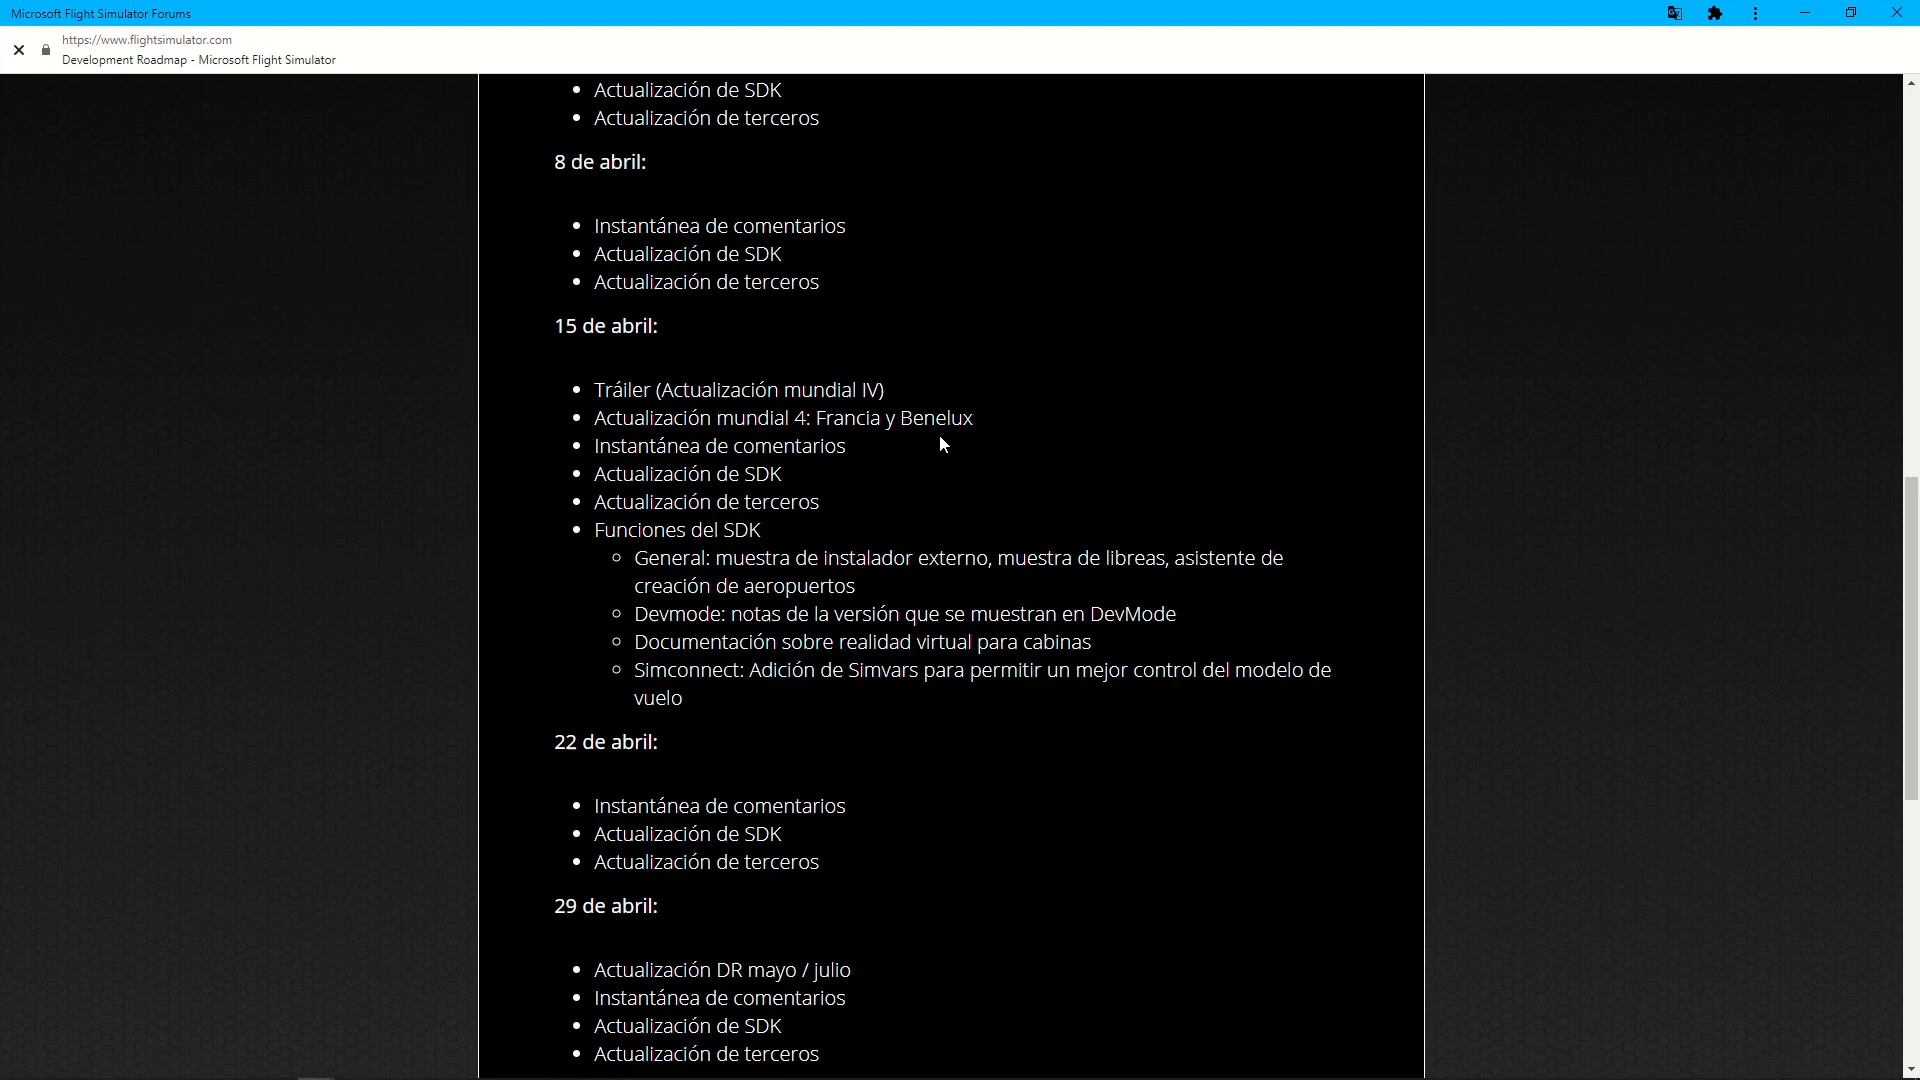 Microsoft Flight Simulator Forums
https://www.flightsimulator.com
Development Roadmap - Microsoft Flight Simulator
Actualización de SDK
Actualización de terceros
8 de abril:
Instantánea de comentarios
Actualización de SDK
Actualización de terceros
15 de abril:
Tráiler (Actualización mundial IV)
Actualización mundial 4: Francia y Benelux
Instantánea de comentarios
Actualización de SDK
Actualización de terceros
Funciones del SDK
General: muestra de instalador externo, muestra de libreas, asistente de
creación de aeropuertos
Devmode: notas de la versión que se muestran en DevMode
Documentación sobre realidad virtual para cabinas
Simconnect: Adición de Simvars para permitir un mejor control del modelo de
vuelo
22 de abril:
Instantánea de comentarios
Actualización de SDK
Actualización de terceros
29 de abril:
Actualización DR mayo / julio
Instantánea de comentarios
Actualización de SDK
Actualización de terceros